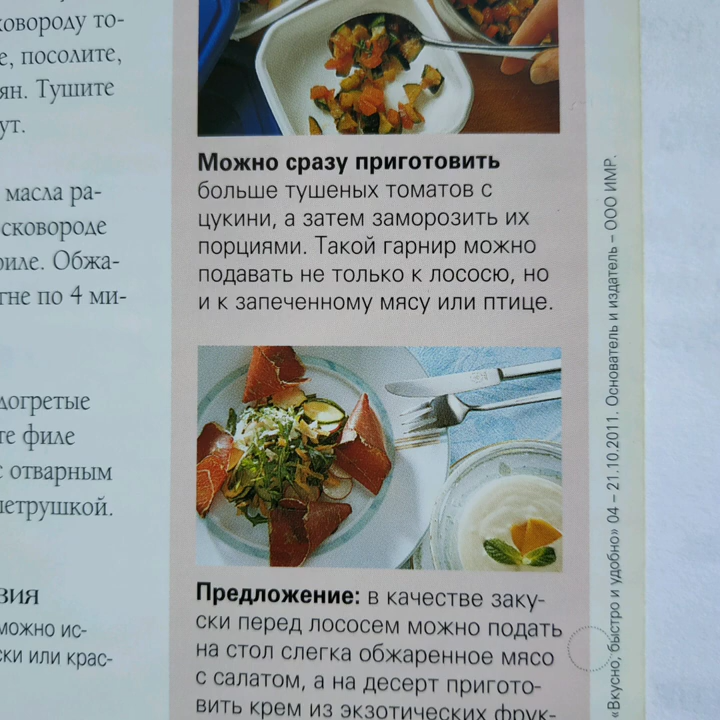 ковороду то-
е, посолите,
ян. Тушите
ут.
масла ра-
сковороде
риле. Обжа-
гне по 4 ми-
догретые
те филе
с отварным
петрушкой.
ЗИЯ
можно ис-
ски или крас-
Можно сразу приготовить
больше тушеных томатов с
цукини, а затем заморозить их
порциями. Такой гарнир можно
подавать не только к лососю, но
и к запеченному мясу или птице.
Предложение: в качестве заку-
ски перед лососем можно подать
на стол слегка обжаренное мясо
с салатом, а на десерт пригото-
вить крем из экзотических фрук-
«Вкусно, быстро и удобно» 04 – 21.10.2011. Основатель и издатель – ООО ИМР.